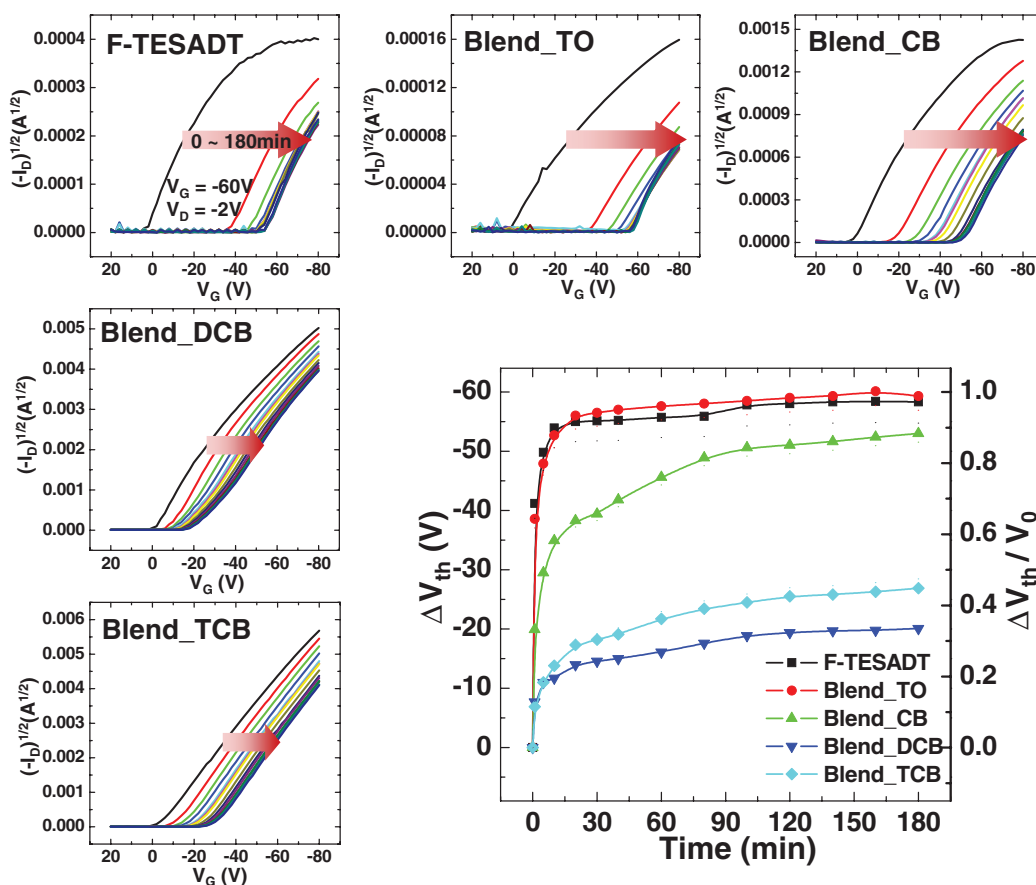 F-TESADT
(-I_D)^1/2(A^1/2)
0.0004
0.0003
0.0002
0.0001
0.0000
0 ~ 180min
V_G = -60V
V_D = -2V
20 0 -20 -40 -60 -80
V_G (V)
Blend_TO
(-I_D)^1/2(A^1/2)
0.00016
0.00012
0.00008
0.00004
0.00000
20 0 -20 -40 -60 -80
V_G (V)
Blend_CB
(-I_D)^1/2(A^1/2)
0.0015
0.0012
0.0009
0.0006
0.0003
0.0000
20 0 -20 -40 -60 -80
V_G (V)
Blend_DCB
(-I_D)^1/2(A^1/2)
0.005
0.004
0.003
0.002
0.001
0.000
20 0 -20 -40 -60 -80
V_G (V)
Blend_TCB
(-I_D)^1/2(A^1/2)
0.006
0.005
0.004
0.003
0.002
0.001
0.000
20 0 -20 -40 -60 -80
V_G (V)
Δ V_th (V)
-60
-50
-40
-30
-20
-10
0
1.0
0.8
0.6
0.4
0.2
0.0
Δ V_th / V_0
F-TESADT
Blend_TO
Blend_CB
Blend_DCB
Blend_TCB
0 30 60 90 120 150 180
Time (min)